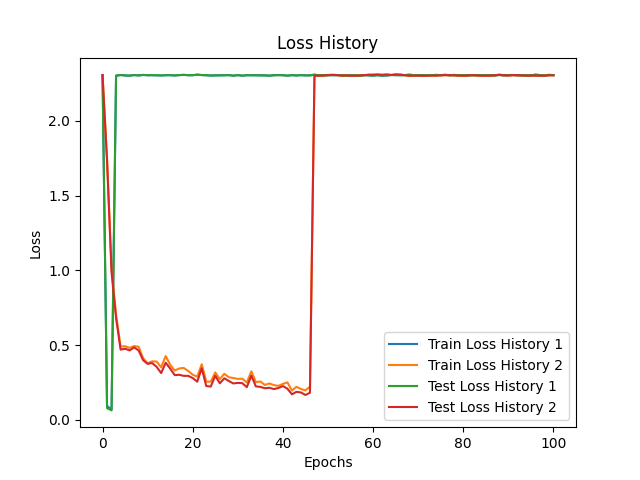 Loss History
Loss
2.0
1.5
1.0
0.5
0.0
Train Loss History 1
Train Loss History 2
Test Loss History 1
Test Loss History 2
0 20 40 60 80 100
Epochs